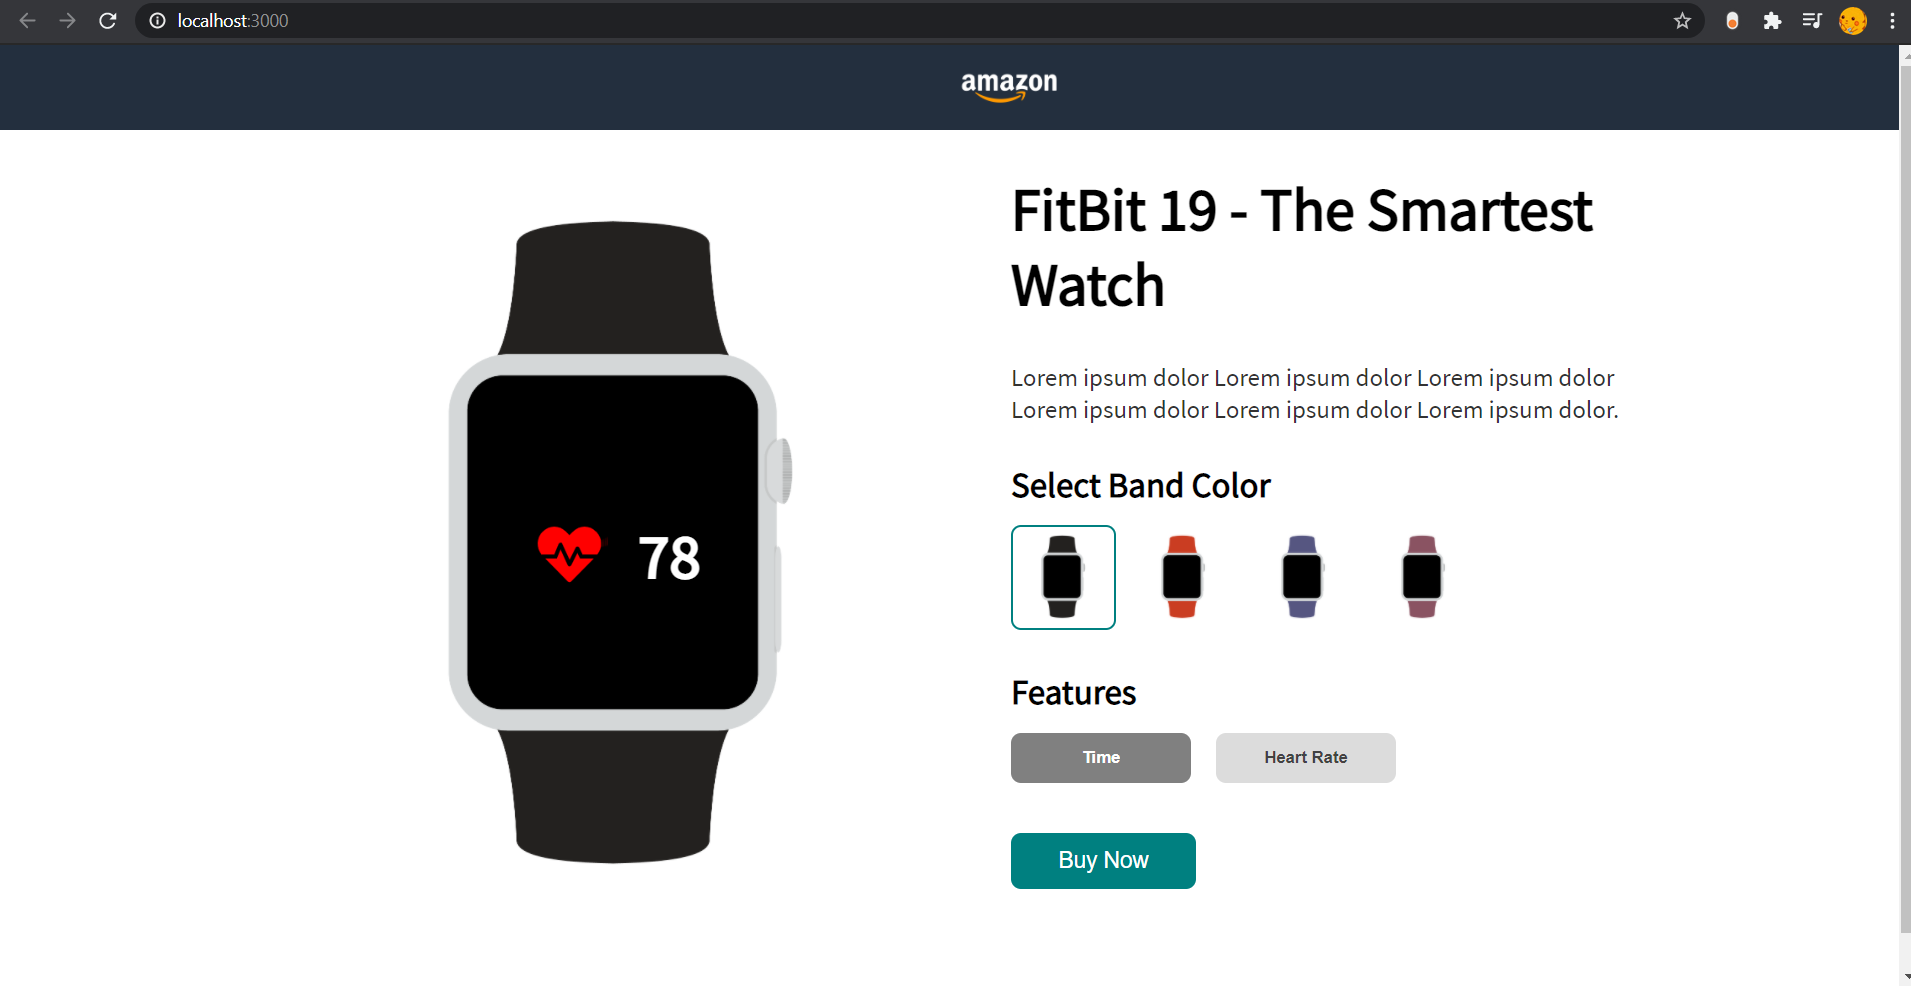 localhost:3000
amazon
FitBit 19 - The Smartest
Watch
Lorem ipsum dolor Lorem ipsum dolor Lorem ipsum dolor
Lorem ipsum dolor Lorem ipsum dolor Lorem ipsum dolor.
Select Band Color
78
Features
Time Heart Rate
Buy Now